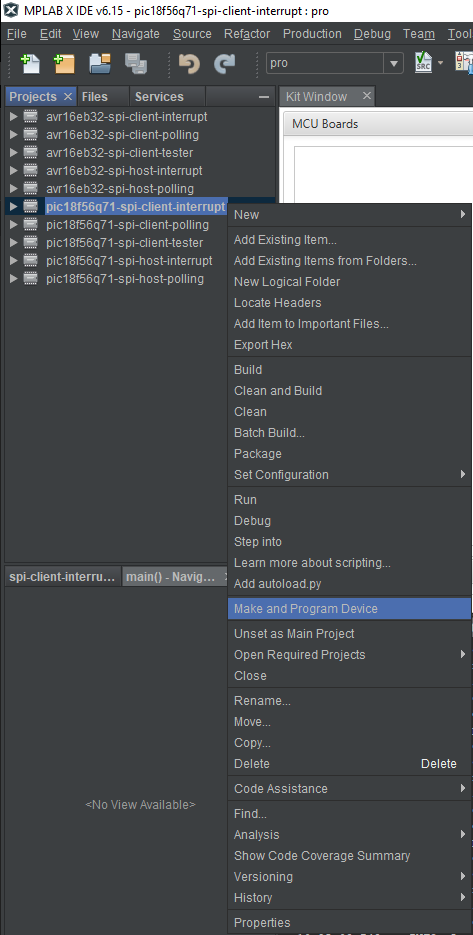 MPLAB X IDE v6.15 - pic18f56q71-spi-client-interrupt : pro
File Edit View Navigate Source Refactor Production Debug Team Tool
pro
SRC
Projects Files Services
Kit Window
MCU Boards
avr16eb32-spi-client-interrupt
avr16eb32-spi-client-polling
avr16eb32-spi-client-tester
avr16eb32-spi-host-interrupt
avr16eb32-spi-host-polling
pic18f56q71-spi-client-interrupt
pic18f56q71-spi-client-polling
pic18f56q71-spi-client-tester
pic18f56q71-spi-host-interrupt
pic18f56q71-spi-host-polling
New
Add Existing Item...
Add Existing Items from Folders...
New Logical Folder
Locate Headers
Add Item to Important Files...
Export Hex
Build
Clean and Build
Clean
Batch Build...
Package
Set Configuration
Run
Debug
Step into
Learn more about scripting...
Add autoload.py
Make and Program Device
Unset as Main Project
Open Required Projects
Close
Rename...
Move...
Copy...
Delete Delete
Code Assistance
Find...
Analysis
Show Code Coverage Summary
Versioning
History
Properties
spi-client-interru... main() - Navig...
<No View Available>